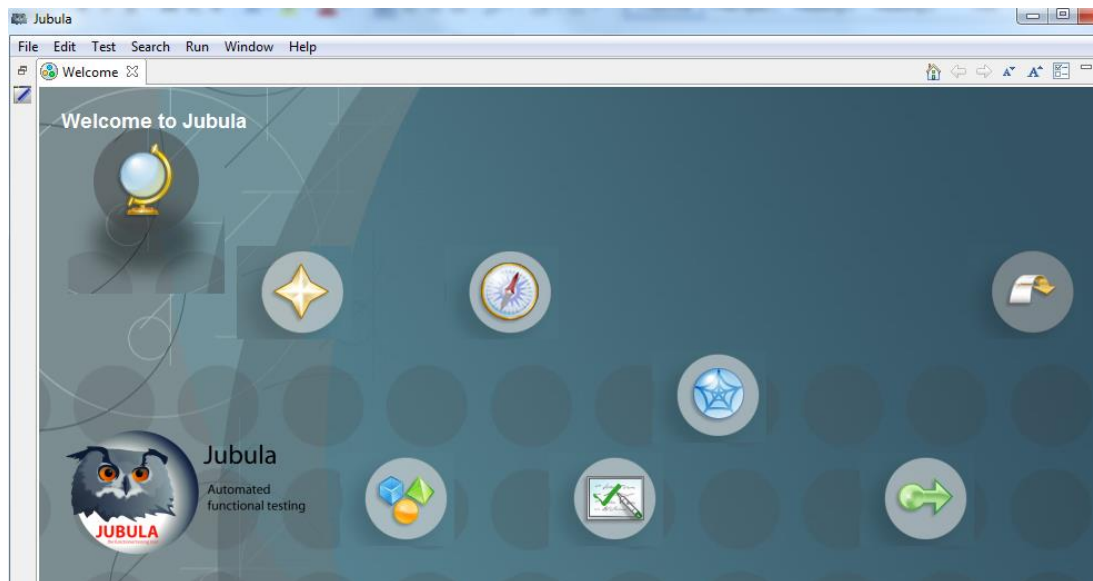 Jubula
File Edit Test Search Run Window Help
Welcome
Welcome to Jubula
Jubula
Automated
functional testing
JUBULA